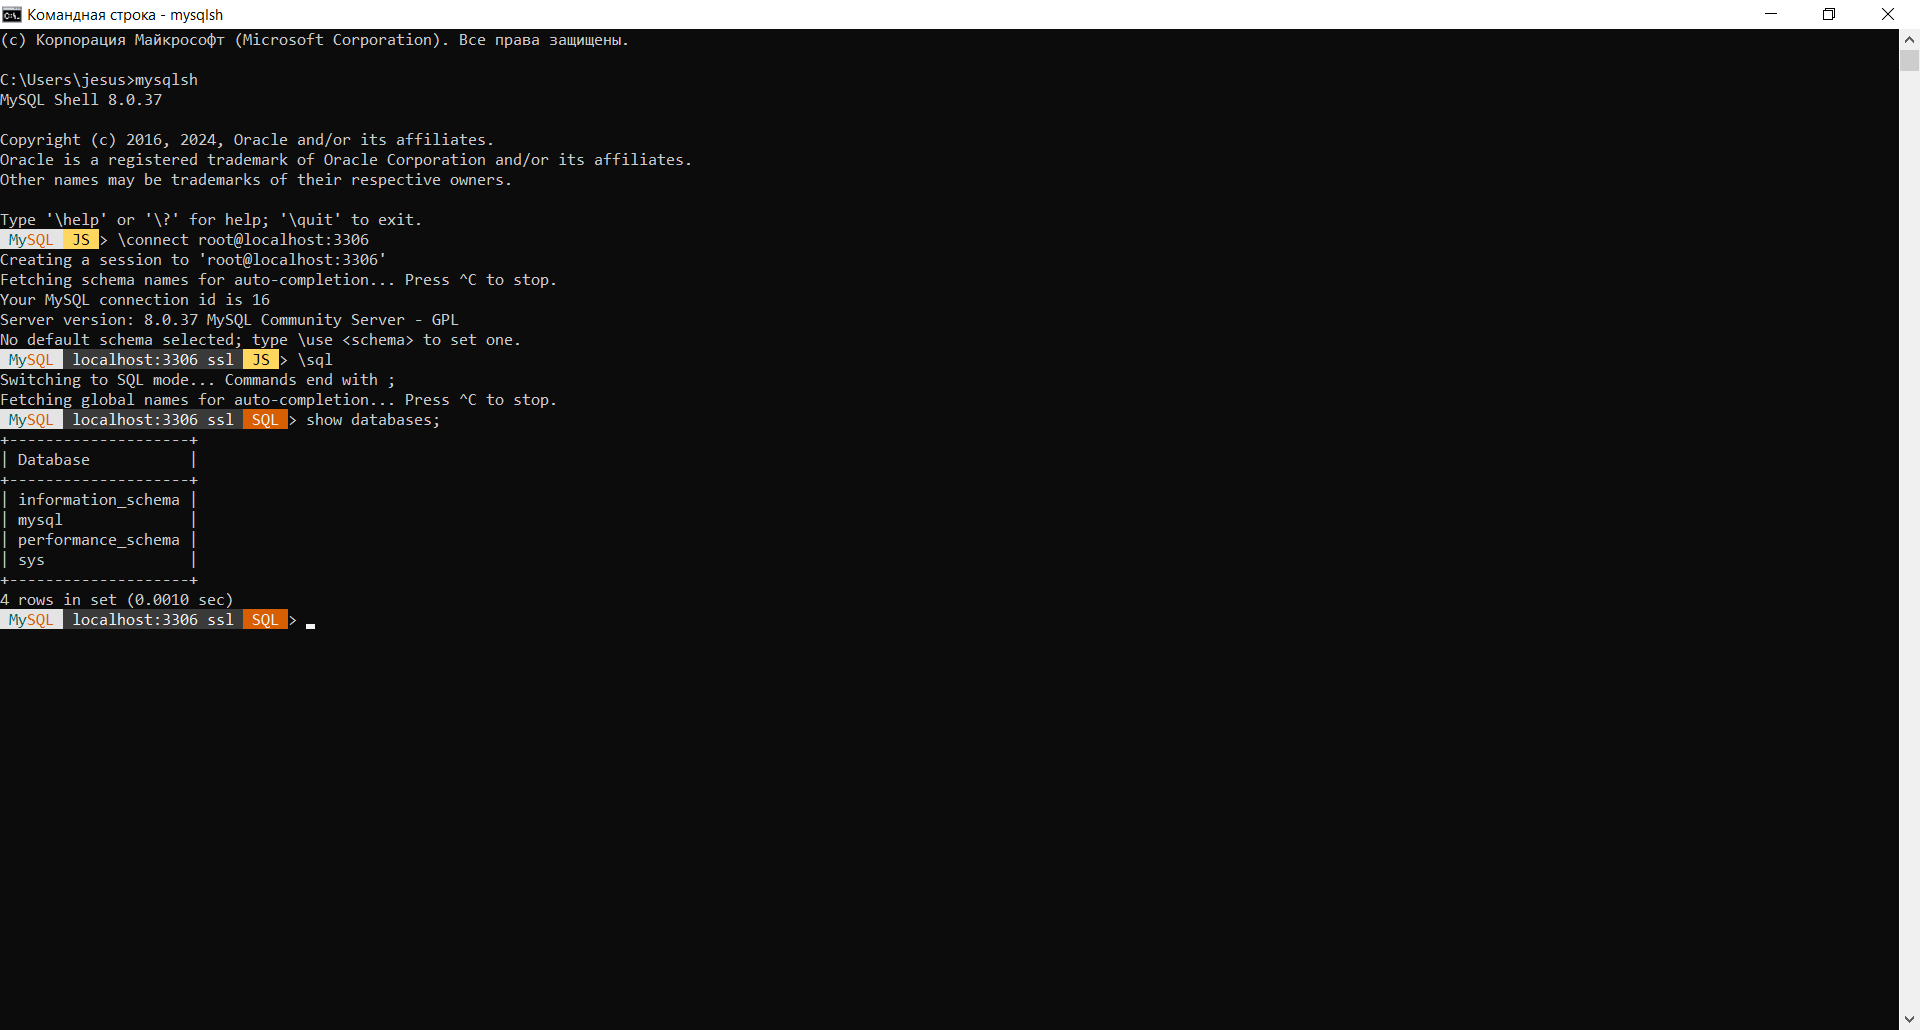 Командная строка - mysqlsh
(c) Корпорация Майкрософт (Microsoft Corporation). Все права защищены.
C:\Users\jesus>mysqlsh
MySQL Shell 8.0.37
Copyright (c) 2016, 2024, Oracle and/or its affiliates.
Oracle is a registered trademark of Oracle Corporation and/or its affiliates.
Other names may be trademarks of their respective owners.
Type '\help' or '\?' for help; '\quit' to exit.
MySQL JS > \connect root@localhost:3306
Creating a session to 'root@localhost:3306'
Fetching schema names for auto-completion... Press ^C to stop.
Your MySQL connection id is 16
Server version: 8.0.37 MySQL Community Server - GPL
No default schema selected; type \use <schema> to set one.
MySQL localhost:3306 ssl JS > \sql
Switching to SQL mode... Commands end with ;
Fetching global names for auto-completion... Press ^C to stop.
MySQL localhost:3306 ssl SQL > show databases;
+--------------------+
| Database           |
+--------------------+
| information_schema |
| mysql              |
| performance_schema |
| sys                |
+--------------------+
4 rows in set (0.0010 sec)
MySQL localhost:3306 ssl SQL > _